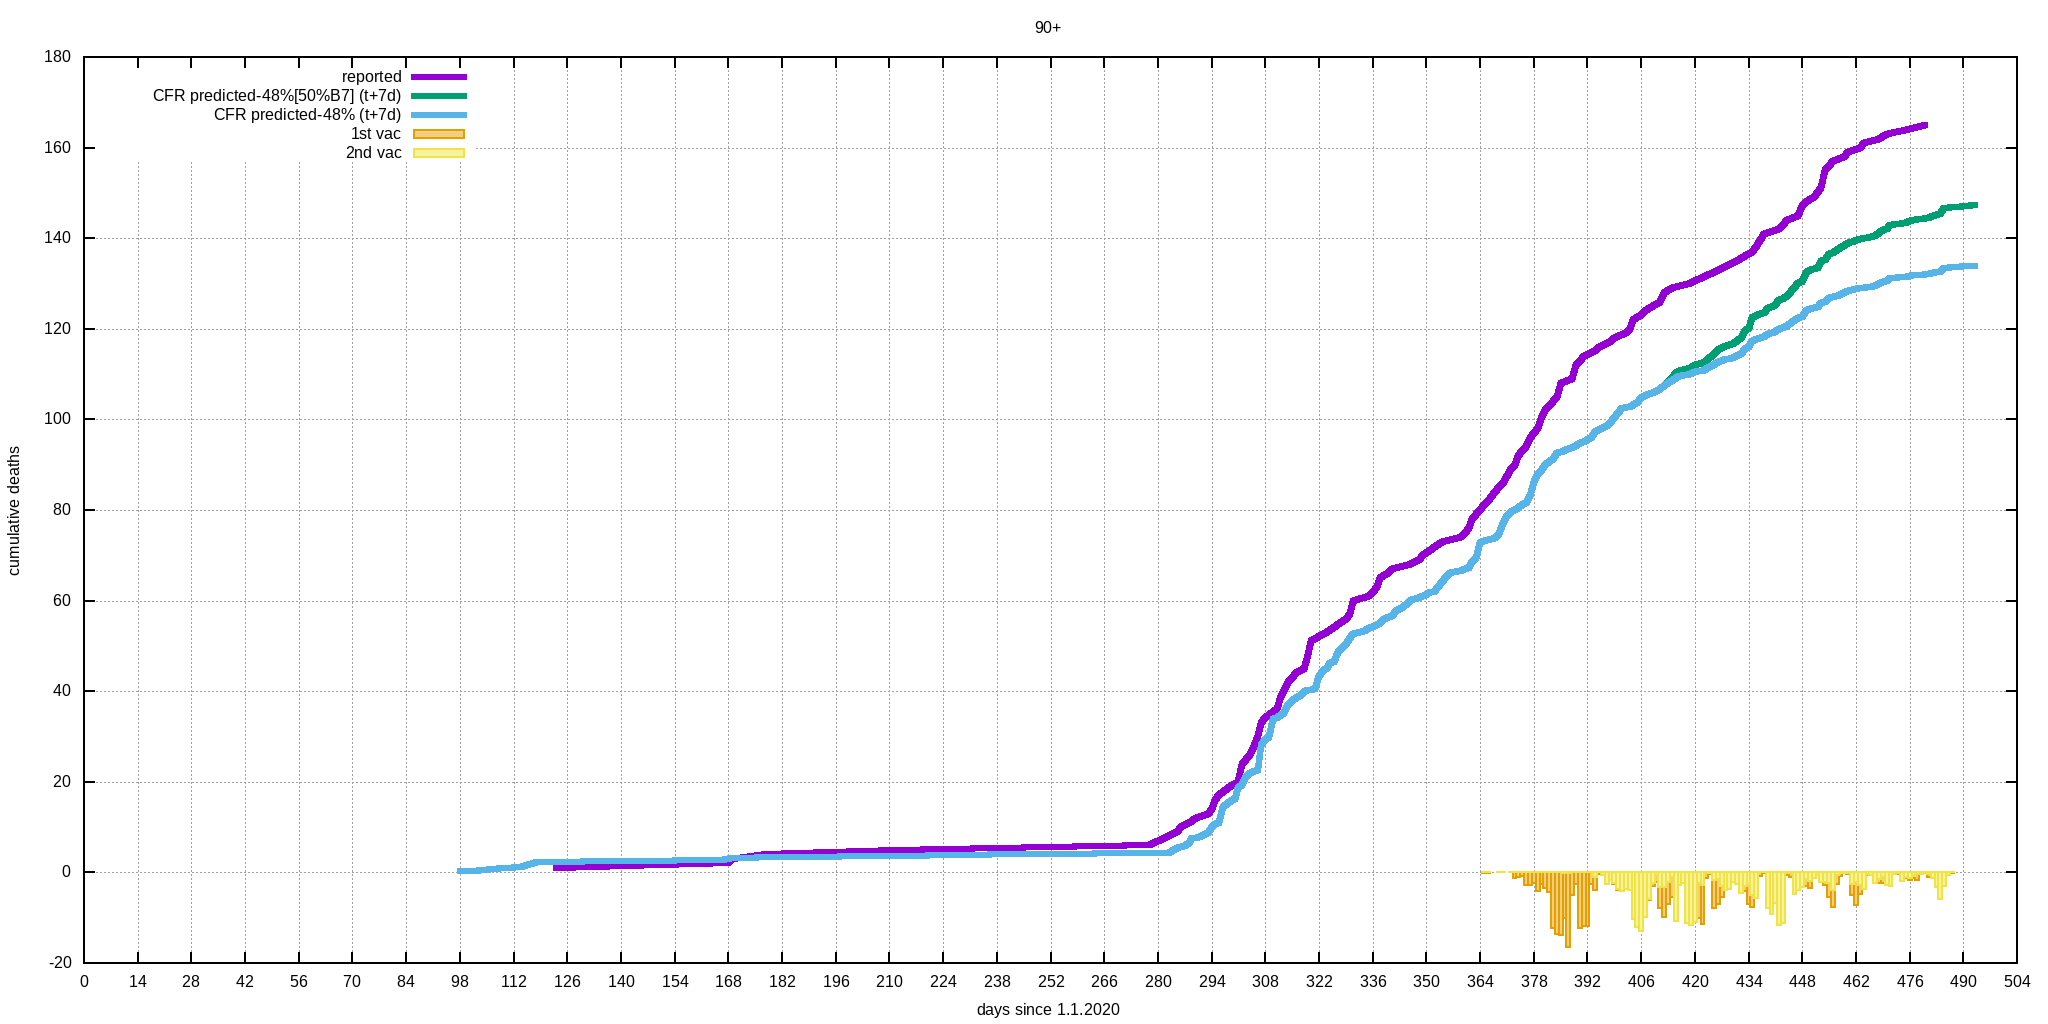 90+
180
160
140
120
100
80
60
40
20
0
-20
cumulative deaths
reported
CFR predicted-48%[50%B7] (t+7d)
CFR predicted-48% (t+7d)
1st vac
2nd vac
0 14 28 42 56 70 84 98 112 126 140 154 168 182 196 210 224 238 252 266 280 294 308 322 336 350 364 378 392 406 420 434 448 462 476 490 504
days since 1.1.2020